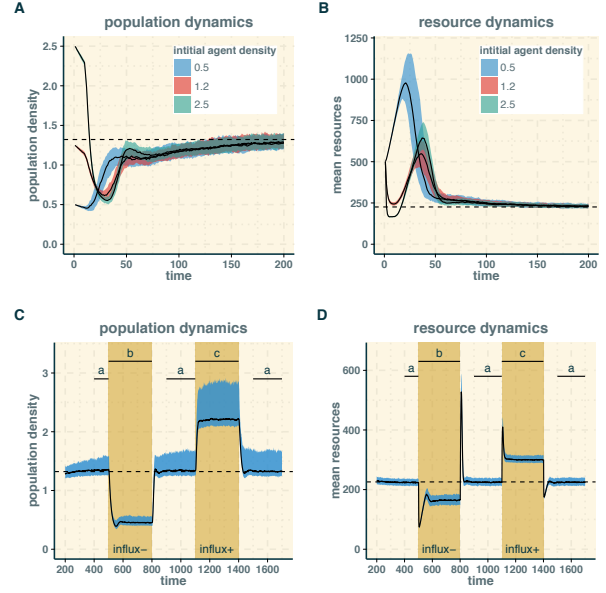 A
population dynamics
2.5
2.0
1.5
1.0
0.5
0.0
population density
intitial agent density
0.5
1.2
2.5
0
50
100
150
200
time
B
resource dynamics
1250
1000
750
500
250
0
mean resources
intitial agent density
0.5
1.2
2.5
0
50
100
150
200
time
C
population dynamics
3
2
1
0
population density
b
c
a
a
a
influx−
influx+
200
400
600
800
1000
1200
1400
1600
time
D
resource dynamics
600
400
200
0
mean resources
b
c
a
a
a
influx−
influx+
200
400
600
800
1000
1200
1400
1600
time